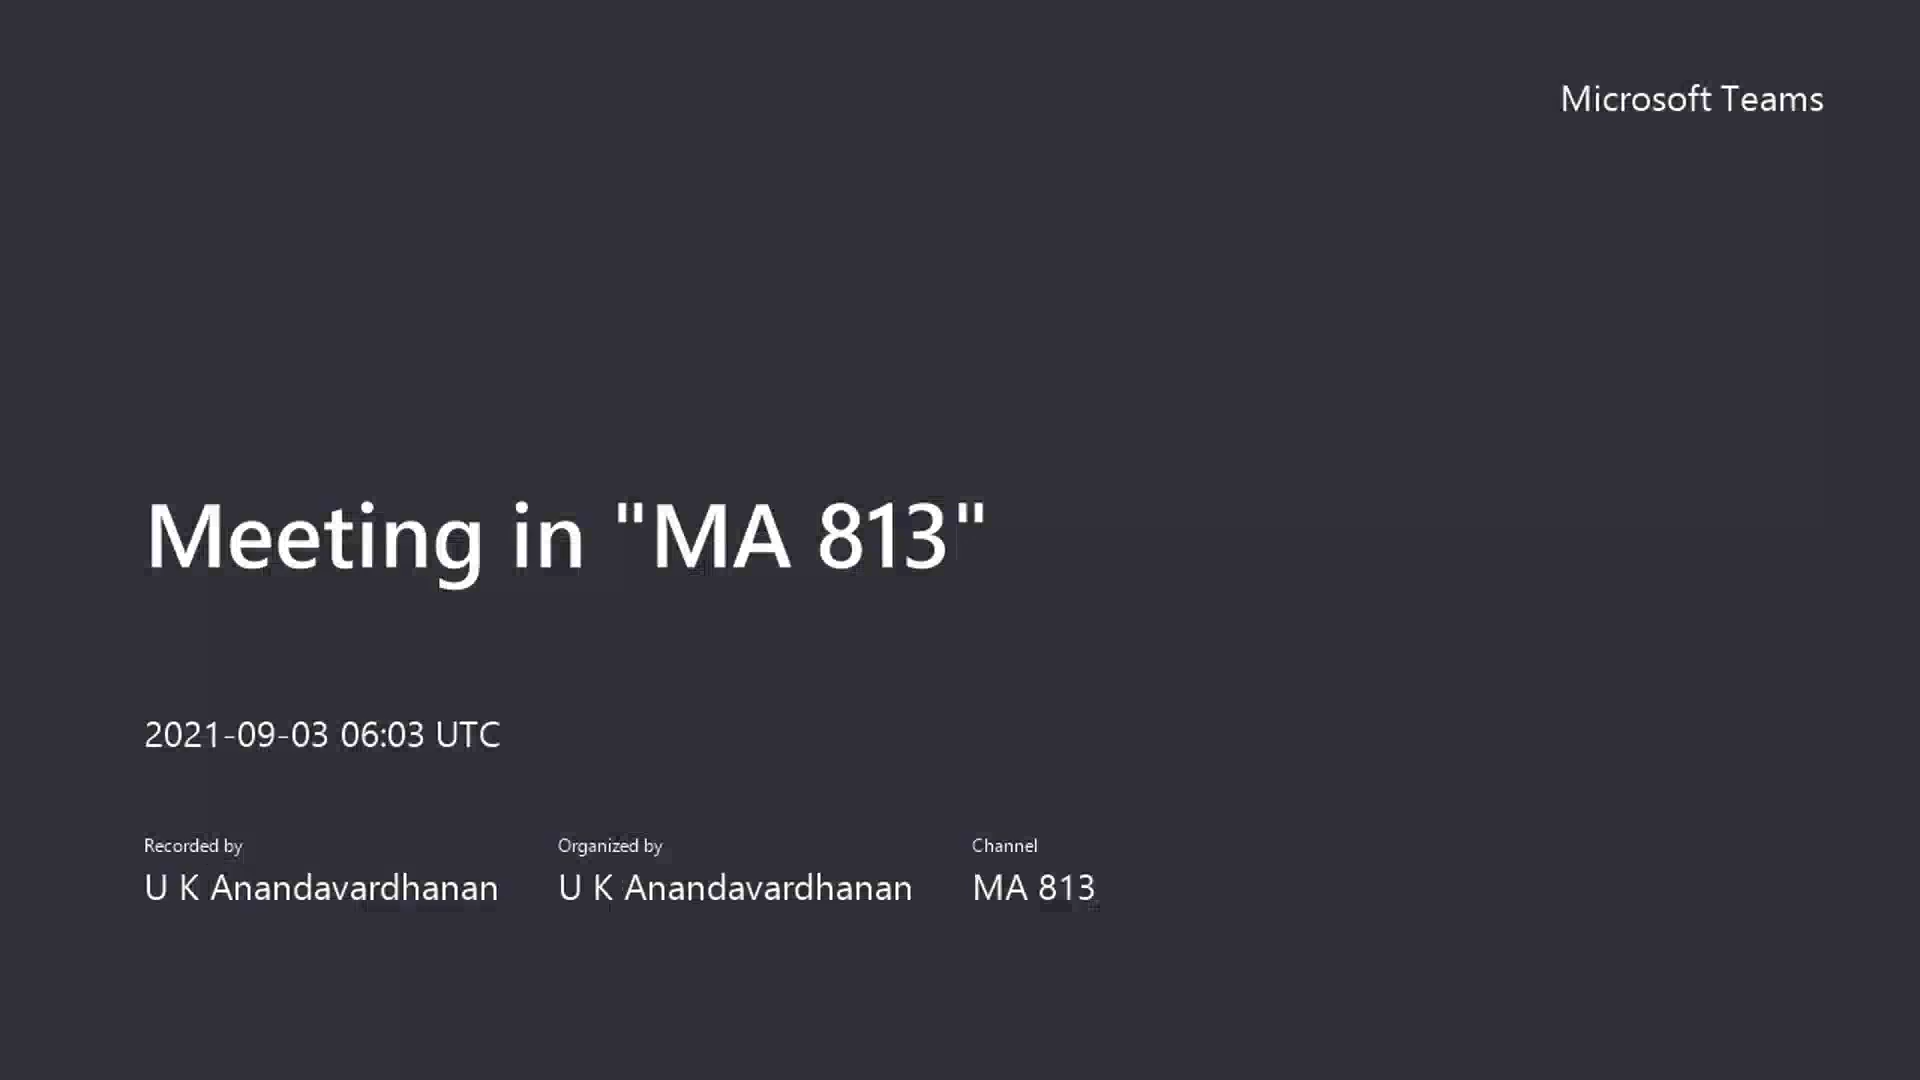 Microsoft Teams
Meeting in "MA 813"
2021-09-03 06:03 UTC
Recorded by
U K Anandavardhanan
Organized by
U K Anandavardhanan
Channel
MA 813